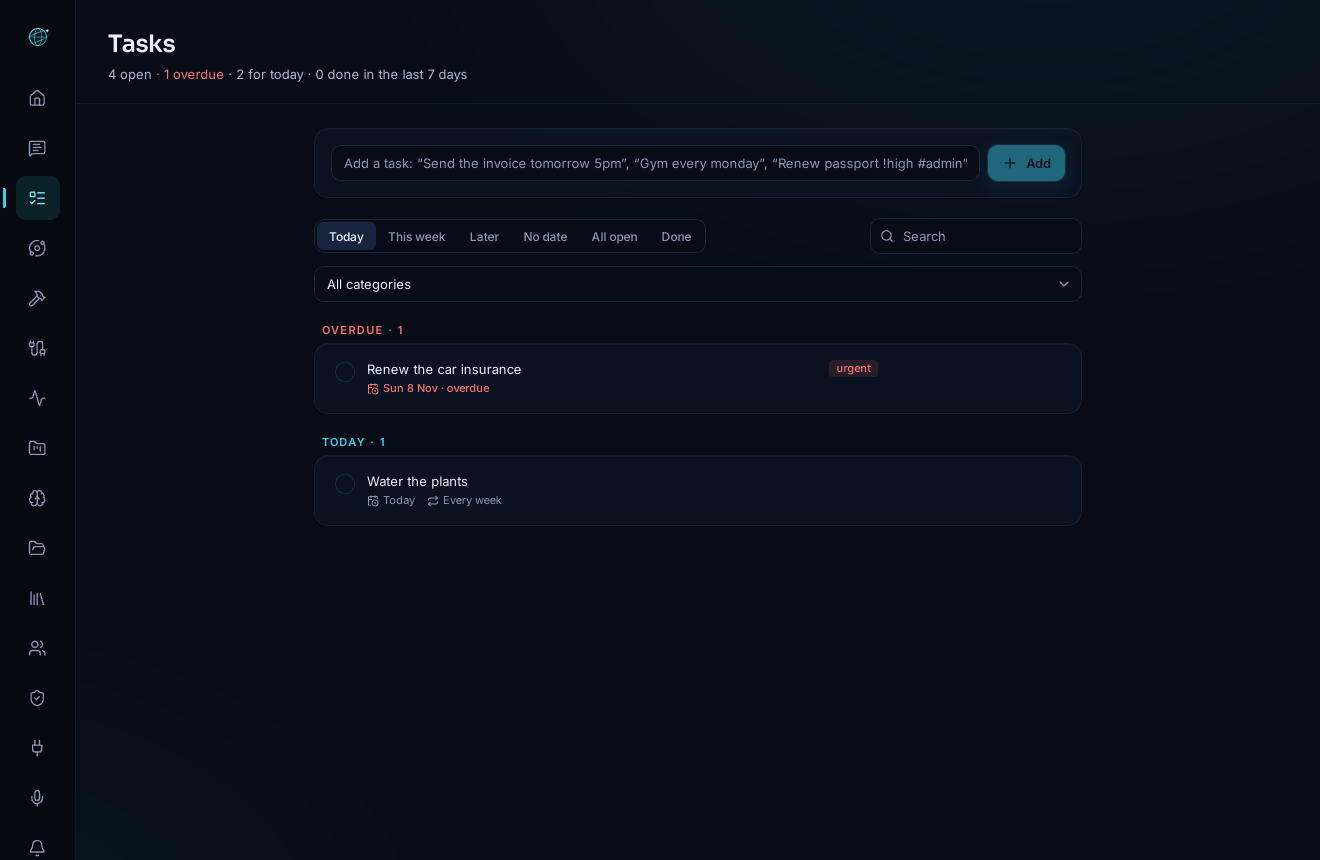 Tasks
4 open · 1 overdue · 2 for today · 0 done in the last 7 days
Add a task: “Send the invoice tomorrow 5pm”, “Gym every monday”, “Renew passport !high #admin”
Add
Today
This week
Later
No date
All open
Done
Search
All categories
OVERDUE · 1
Renew the car insurance
urgent
Sun 8 Nov · overdue
TODAY · 1
Water the plants
Today
Every week